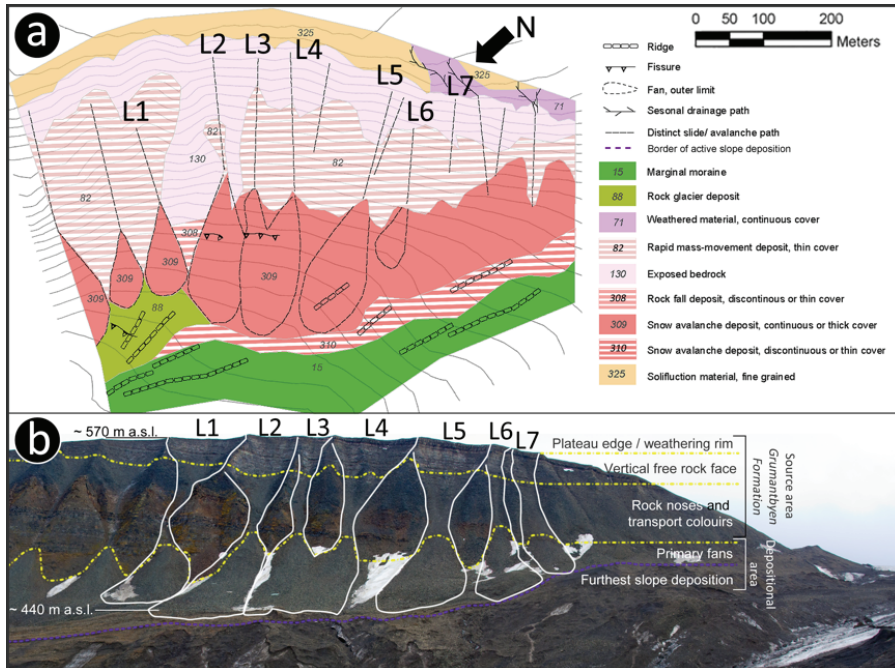 a
325
L2
L3
L4
N
L1
L5
L6
L7
325
71
82
130
82
82
308
309
309
309
309
88
310
15
0
50
100
200
Meters
Ridge
Fissure
Fan, outer limit
Sesonal drainage path
Distinct slide/ avalanche path
Border of active slope deposition
15 Marginal moraine
88 Rock glacier deposit
71 Weathered material, continuous cover
82 Rapid mass-movement deposit, thin cover
130 Exposed bedrock
308 Rock fall deposit, discontinous or thin cover
309 Snow avalanche deposit, continuous or thick cover
310 Snow avalanche deposit, discontinuous or thin cover
325 Solifluction material, fine grained
b
~ 570 m a.s.l.
L1
L2
L3
L4
L5
L6
L7
Plateau edge / weathering rim
Vertical free rock face
Rock noses and
transport colouirs
Primary fans
Furthest slope deposition
Source area
Grumantbyen
Formation
Depositional
area
~ 440 m a.s.l.